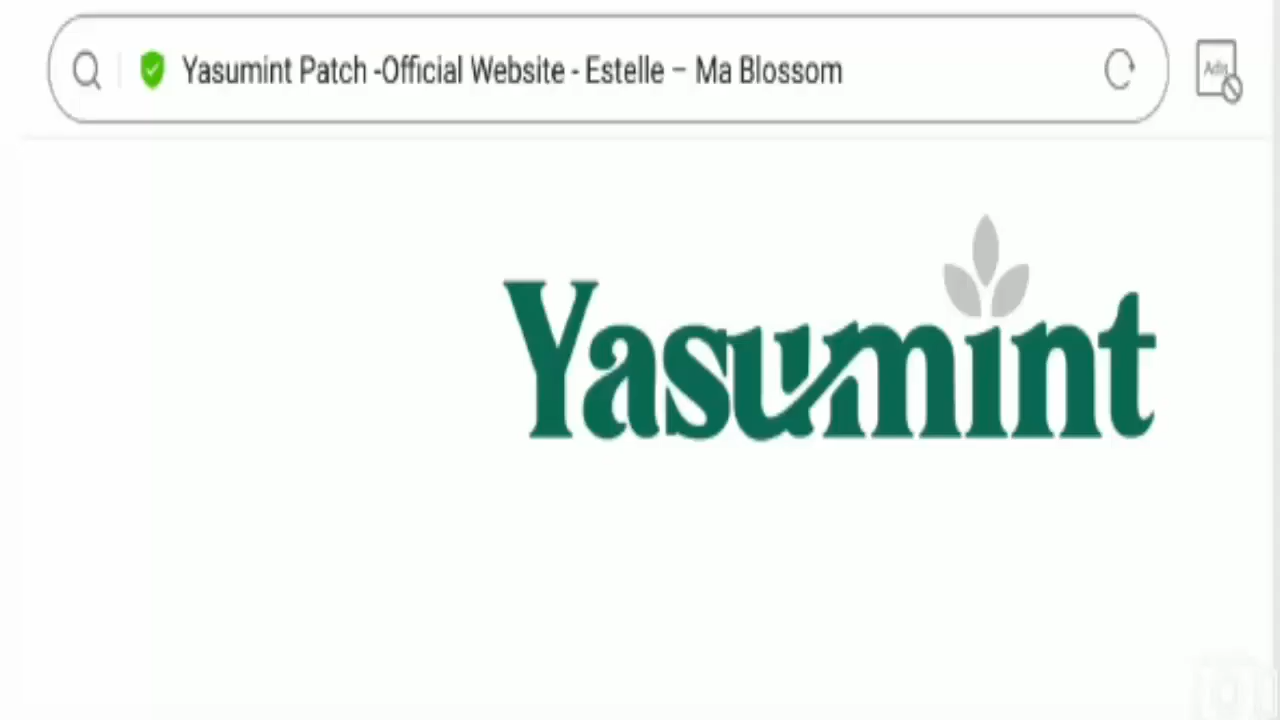 Yasumint Patch -Official Website - Estelle – Ma Blossom
Yasumint